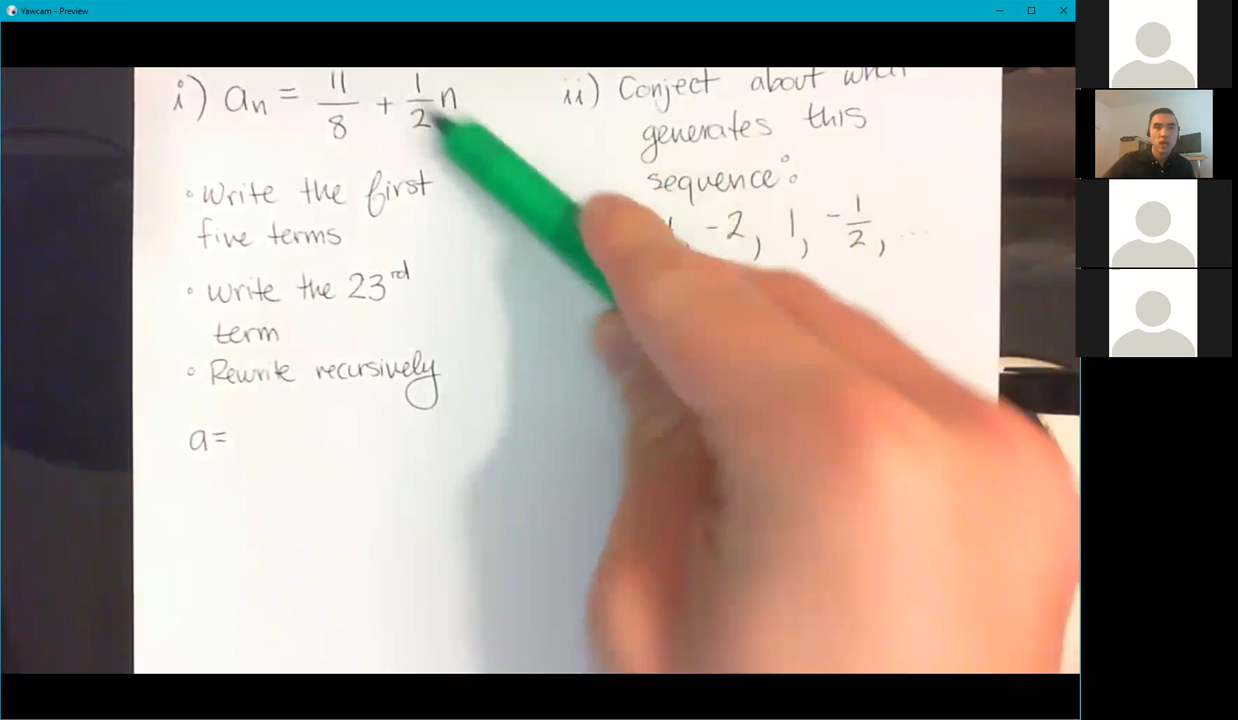 Yawcam - Preview
i) aₙ = 11/8 + 1/2 n
• Write the first
five terms
• Write the 23rd
term
• Rewrite recursively
a=
ii) Conject about what
generates this
sequence:
-2, 1, -1/2, ...